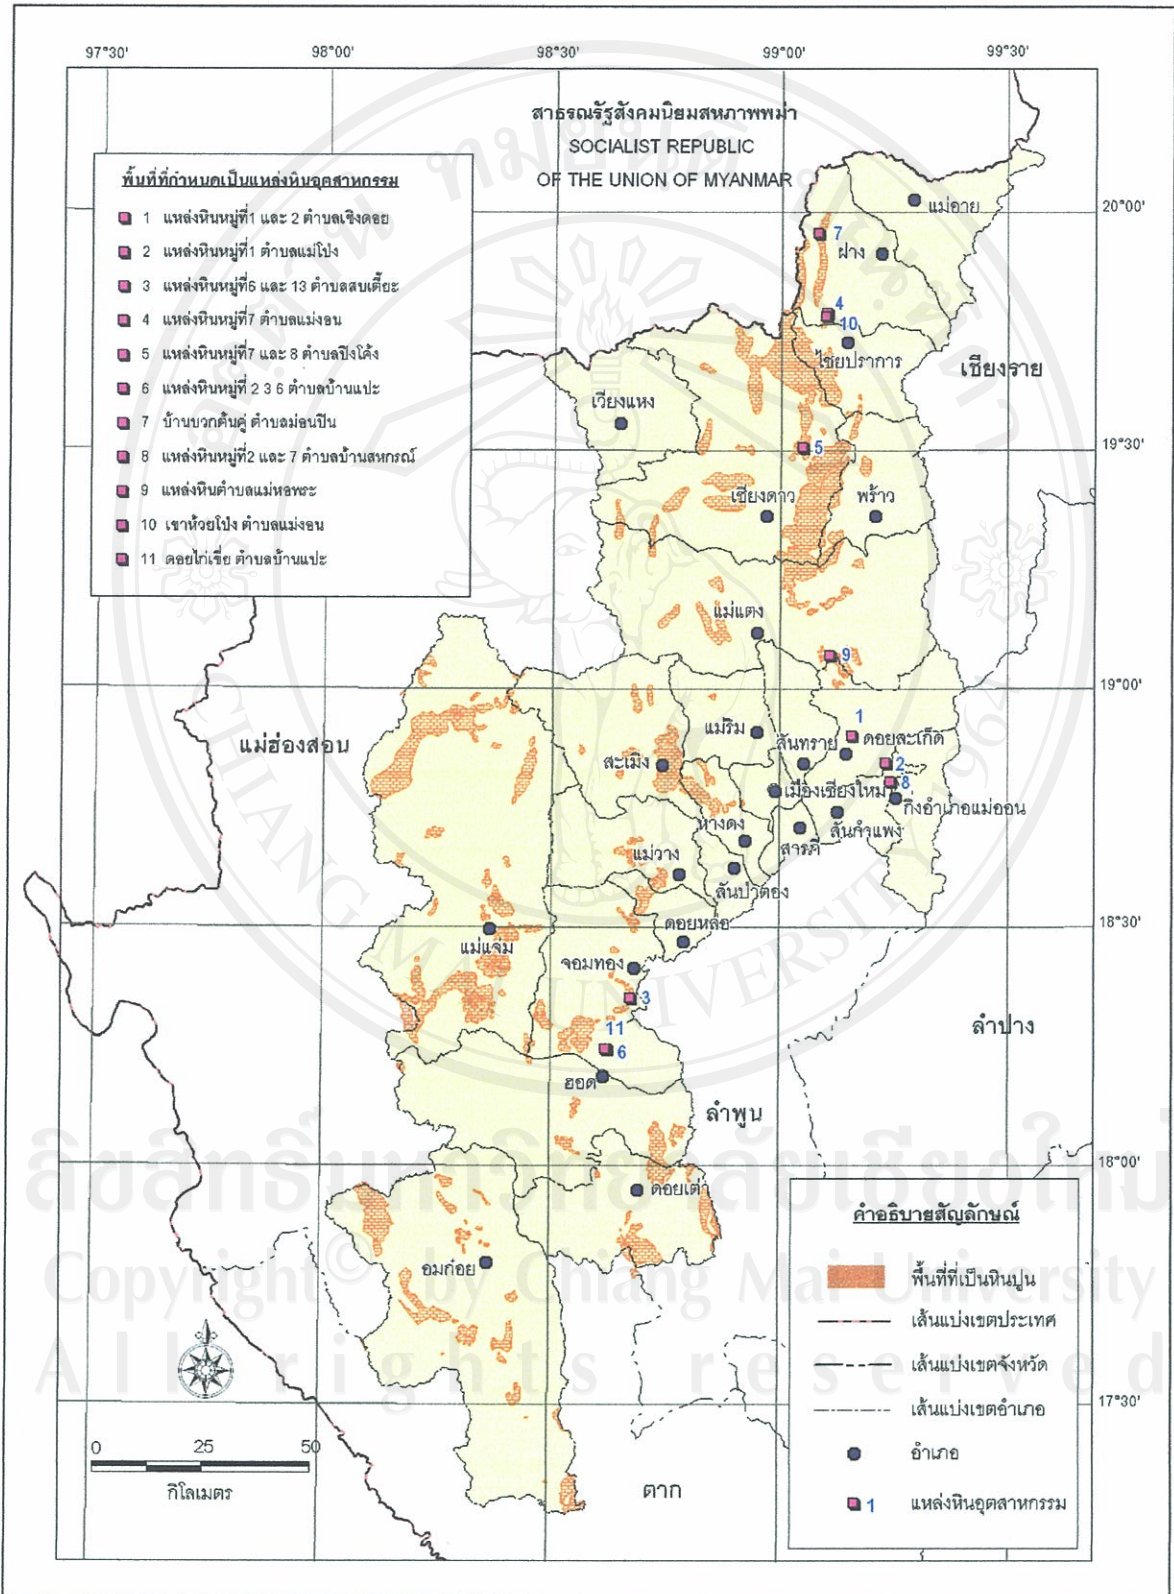 97°30' 98°00' 98°30' 99°00' 99°30'
สาธารณรัฐสังคมนิยมสหภาพพม่า
SOCIALIST REPUBLIC
OF THE UNION OF MYANMAR
พื้นที่ที่กำหนดเป็นแหล่งหินอุตสาหกรรม
1 แหล่งหินหมู่ที่1 และ 2 ตำบลเชิงดอย
2 แหล่งหินหมู่ที่1 ตำบลแม่โป่ง
3 แหล่งหินหมู่ที่6 และ 13 ตำบลสบเตี๊ยะ
4 แหล่งหินหมู่ที่7 ตำบลแม่งอน
5 แหล่งหินหมู่ที่7 และ 8 ตำบลปิงโค้ง
6 แหล่งหินหมู่ที่ 2 3 6 ตำบลบ้านแปะ
7 บ้านบวกต้นคู่ ตำบลม่อนปิน
8 แหล่งหินหมู่ที่2 และ 7 ตำบลบ้านสหกรณ์
9 แหล่งหินตำบลแม่หอพระ
10 เขาห้วยโป่ง ตำบลแม่งอน
11 ดอยไก่เขี่ย ตำบลบ้านแปะ
แม่อาย
20°00'
7
ฝาง
4
10
ไชยปราการ
เชียงราย
เวียงแหง
5
19°30'
เชียงดาว
พร้าว
แม่แตง
9
19°00'
แม่ฮ่องสอน
แม่ริม
สันทราย
1
ดอยสะเก็ด
สะเมิง
2
เมืองเชียงใหม่
8
กิ่งอำเภอแม่ออน
หางดง
สารภี
สันกำแพง
แม่วาง
สันป่าตอง
ดอยหล่อ
18°30'
แม่แจ่ม
จอมทอง
3
11
6
ลำปาง
ฮอด
ลำพูน
18°00'
ดอยเต่า
อมก๋อย
คำอธิบายสัญลักษณ์
พื้นที่ที่เป็นหินปูน
เส้นแบ่งเขตประเทศ
เส้นแบ่งเขตจังหวัด
เส้นแบ่งเขตอำเภอ
อำเภอ
1 แหล่งหินอุตสาหกรรม
17°30'
0 25 50
กิโลเมตร
ตาก
CHIANG MAI UNIVERSITY 1964
ลิขสิทธิ์มหาวิทยาลัยเชียงใหม่
Copyright© by Chiang Mai University
All rights reserved